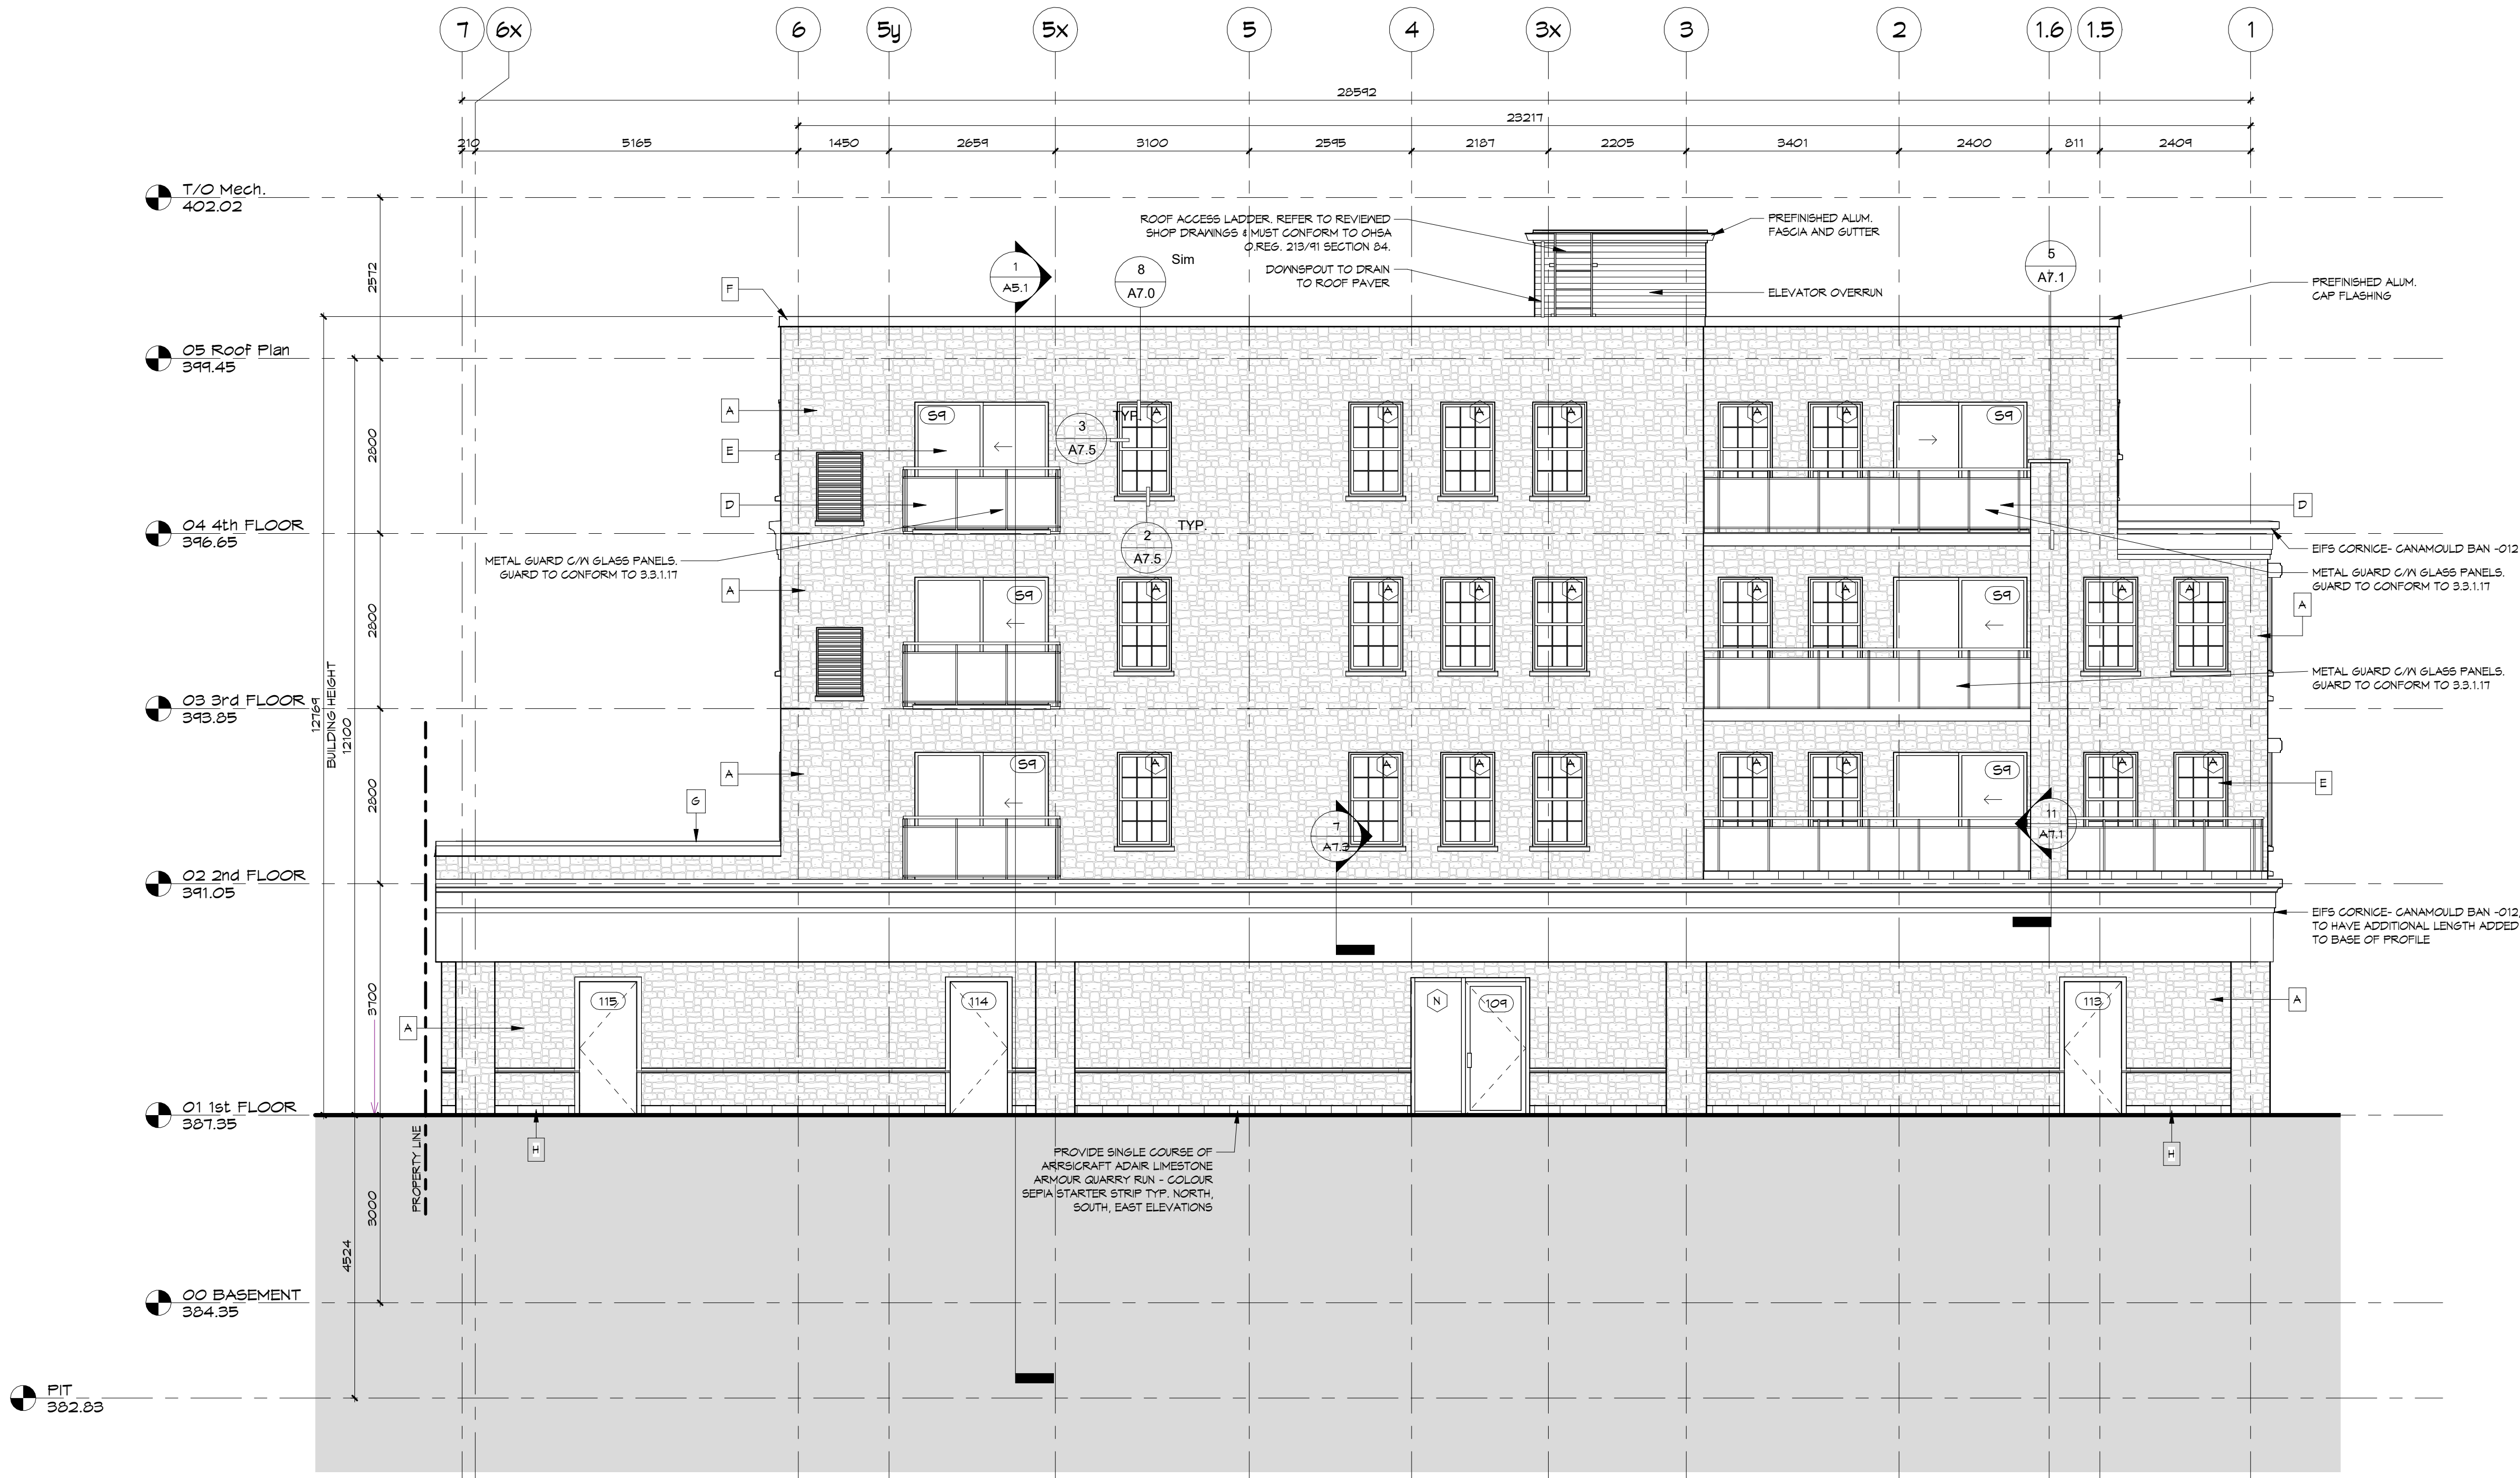 7
6x
6
5y
5x
5
4
3x
3
2
1.6
1.5
1
28592
23217
210
5165
1450
2659
3100
2595
2187
2205
3401
2400
811
2409
T/O Mech.
402.02
2572
ROOF ACCESS LADDER. REFER TO REVIEWED
SHOP DRAWINGS & MUST CONFORM TO OHSA
O.REG. 213/91 SECTION 84.
DOWNSPOUT TO DRAIN
TO ROOF PAVER
PREFINISHED ALUM.
FASCIA AND GUTTER
ELEVATOR OVERRUN
PREFINISHED ALUM.
CAP FLASHING
F
1
A5.1
8
A7.0
Sim
5
A7.1
05 Roof Plan
399.45
2800
A
E
D
S9
3
A7.5
TYP.
A
A
A
A
A
A
S9
D
2
A7.5
TYP.
04 4th FLOOR
396.65
METAL GUARD C/W GLASS PANELS.
GUARD TO CONFORM TO 3.3.1.17
EIFS CORNICE- CANAMOULD BAN -012
METAL GUARD C/W GLASS PANELS.
GUARD TO CONFORM TO 3.3.1.17
A
2800
A
S9
A
A
A
A
A
A
S9
A
A
METAL GUARD C/W GLASS PANELS.
GUARD TO CONFORM TO 3.3.1.17
03 3rd FLOOR
393.85
12769
BUILDING HEIGHT
12100
2800
A
S9
A
A
A
A
A
A
S9
A
A
E
G
7
A7.3
11
A7.1
02 2nd FLOOR
391.05
EIFS CORNICE- CANAMOULD BAN -012,
TO HAVE ADDITIONAL LENGTH ADDED
TO BASE OF PROFILE
3700
A
115
114
N
109
113
A
01 1st FLOOR
387.35
PROPERTY LINE
H
H
PROVIDE SINGLE COURSE OF
ARRSICRAFT ADAIR LIMESTONE
ARMOUR QUARRY RUN - COLOUR
SEPIA STARTER STRIP TYP. NORTH,
SOUTH, EAST ELEVATIONS
3000
4524
00 BASEMENT
384.35
PIT
382.83